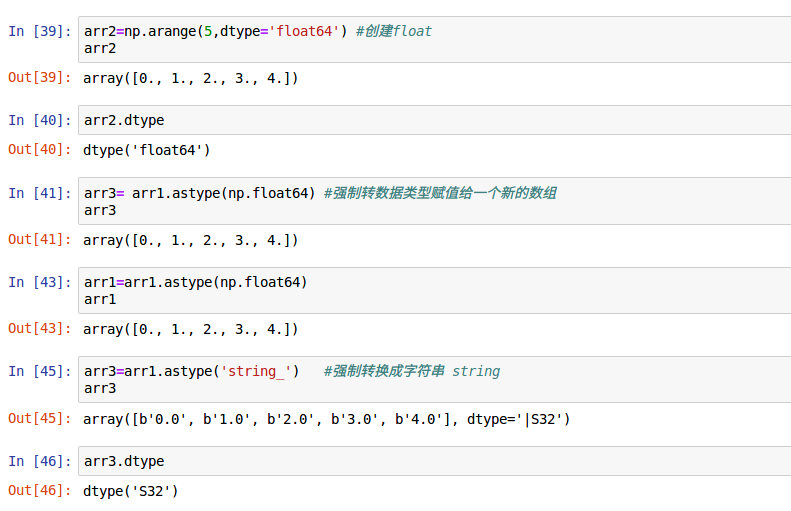 In [39]: arr2=np.arange(5,dtype='float64') #创建float
arr2
Out[39]: array([0., 1., 2., 3., 4.])
In [40]: arr2.dtype
Out[40]: dtype('float64')
In [41]: arr3= arr1.astype(np.float64) #强制转数据类型赋值给一个新的数组
arr3
Out[41]: array([0., 1., 2., 3., 4.])
In [43]: arr1=arr1.astype(np.float64)
arr1
Out[43]: array([0., 1., 2., 3., 4.])
In [45]: arr3=arr1.astype('string_')   #强制转换成字符串 string
arr3
Out[45]: array([b'0.0', b'1.0', b'2.0', b'3.0', b'4.0'], dtype='|S32')
In [46]: arr3.dtype
Out[46]: dtype('S32')